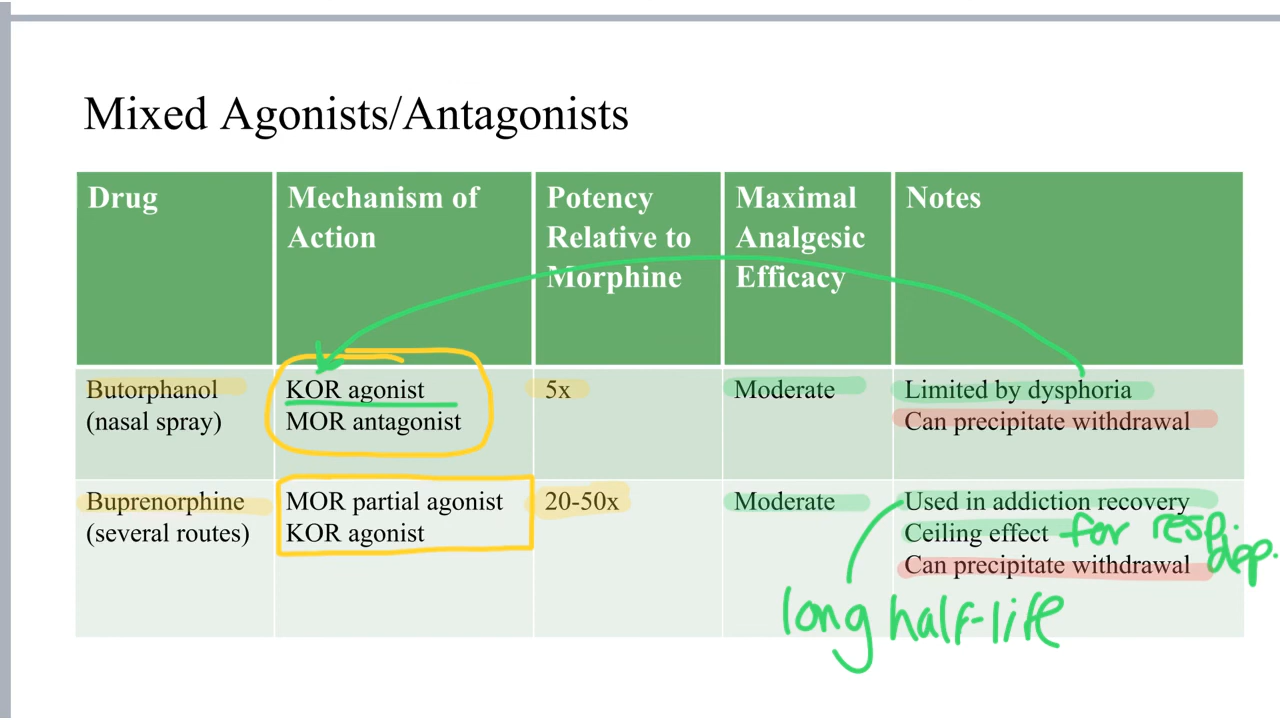 Mixed Agonists/Antagonists
Drug
Mechanism of
Action
Potency
Relative to
Morphine
Maximal
Analgesic
Efficacy
Notes
Butorphanol
(nasal spray)
KOR agonist
MOR antagonist
5x
Moderate
Limited by dysphoria
Can precipitate withdrawal
Buprenorphine
(several routes)
MOR partial agonist
KOR agonist
20-50x
Moderate
Used in addiction recovery
Ceiling effect for resp.
dep.
Can precipitate withdrawal
long half-life